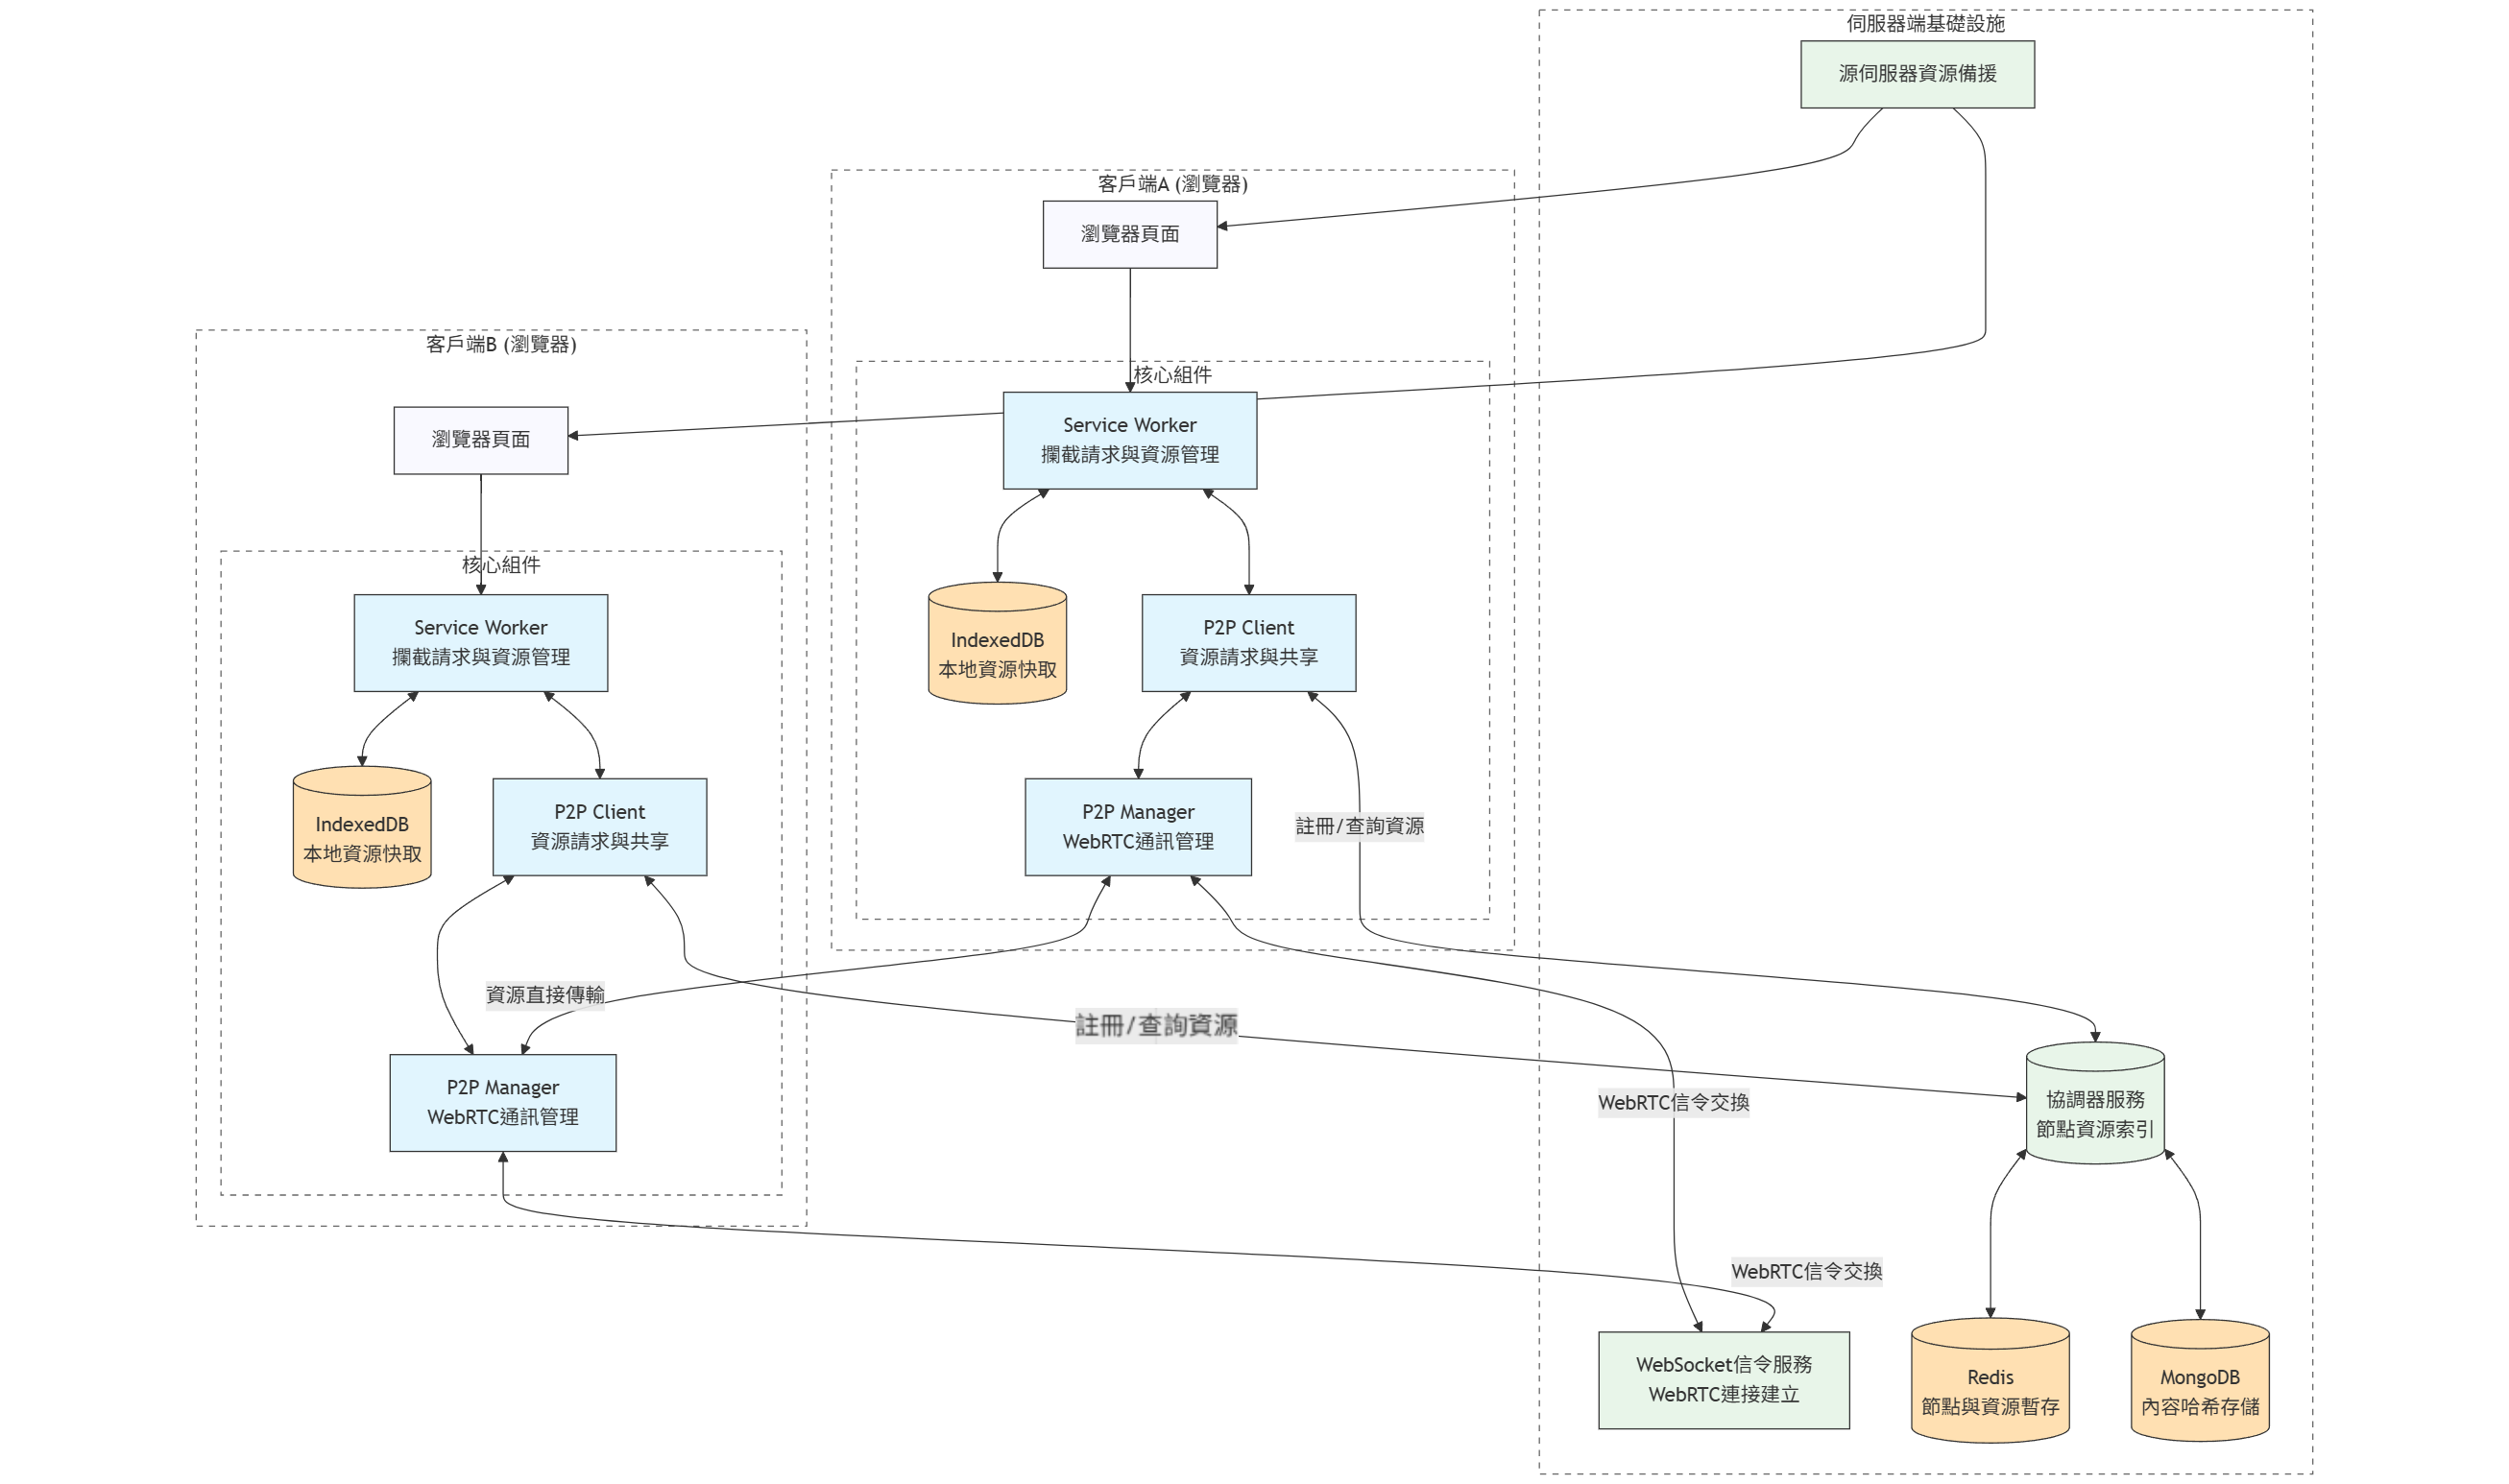 伺服器端基礎設施
源伺服器資源備援
客戶端A (瀏覽器)
瀏覽器頁面
核心組件
Service Worker
攔截請求與資源管理
IndexedDB
本地資源快取
P2P Client
資源請求與共享
P2P Manager
WebRTC通訊管理
註冊/查詢資源
客戶端B (瀏覽器)
瀏覽器頁面
核心組件
Service Worker
攔截請求與資源管理
IndexedDB
本地資源快取
P2P Client
資源請求與共享
資源直接傳輸
註冊/查詢資源
P2P Manager
WebRTC通訊管理
WebRTC信令交換
協調器服務
節點資源索引
WebRTC信令交換
WebSocket信令服務
WebRTC連接建立
Redis
節點與資源暫存
MongoDB
內容哈希存儲